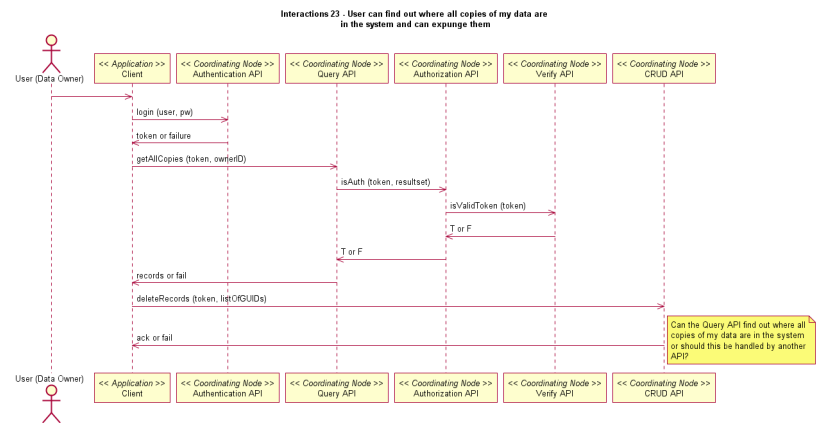 Interactions 23 - User can find out where all copies of my data are
in the system and can expunge them
User (Data Owner)
<< Application >>
Client
<< Coordinating Node >>
Authentication API
<< Coordinating Node >>
Query API
<< Coordinating Node >>
Authorization API
<< Coordinating Node >>
Verify API
<< Coordinating Node >>
CRUD API
login (user, pw)
token or failure
getAllCopies (token, ownerID)
isAuth (token, resultset)
isValidToken (token)
T or F
T or F
records or fail
deleteRecords (token, listOfGUIDs)
Can the Query API find out where all
copies of my data are in the system
or should this be handled by another
API?
ack or fail
User (Data Owner)
<< Application >>
Client
<< Coordinating Node >>
Authentication API
<< Coordinating Node >>
Query API
<< Coordinating Node >>
Authorization API
<< Coordinating Node >>
Verify API
<< Coordinating Node >>
CRUD API